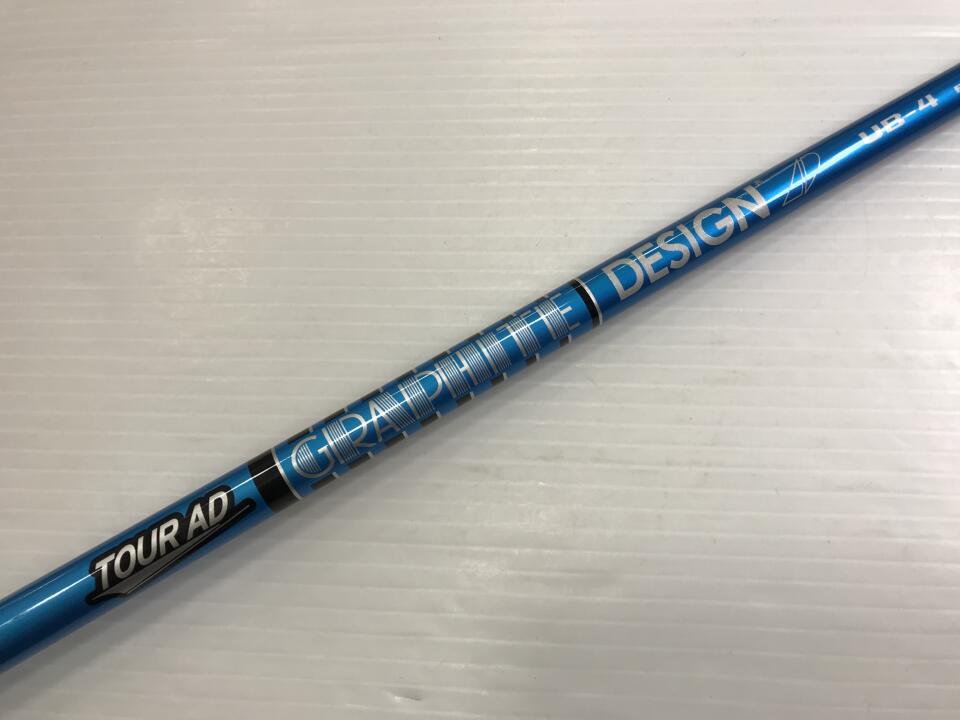 TOUR AD
GRAPHITE
DESIGN
UB-4